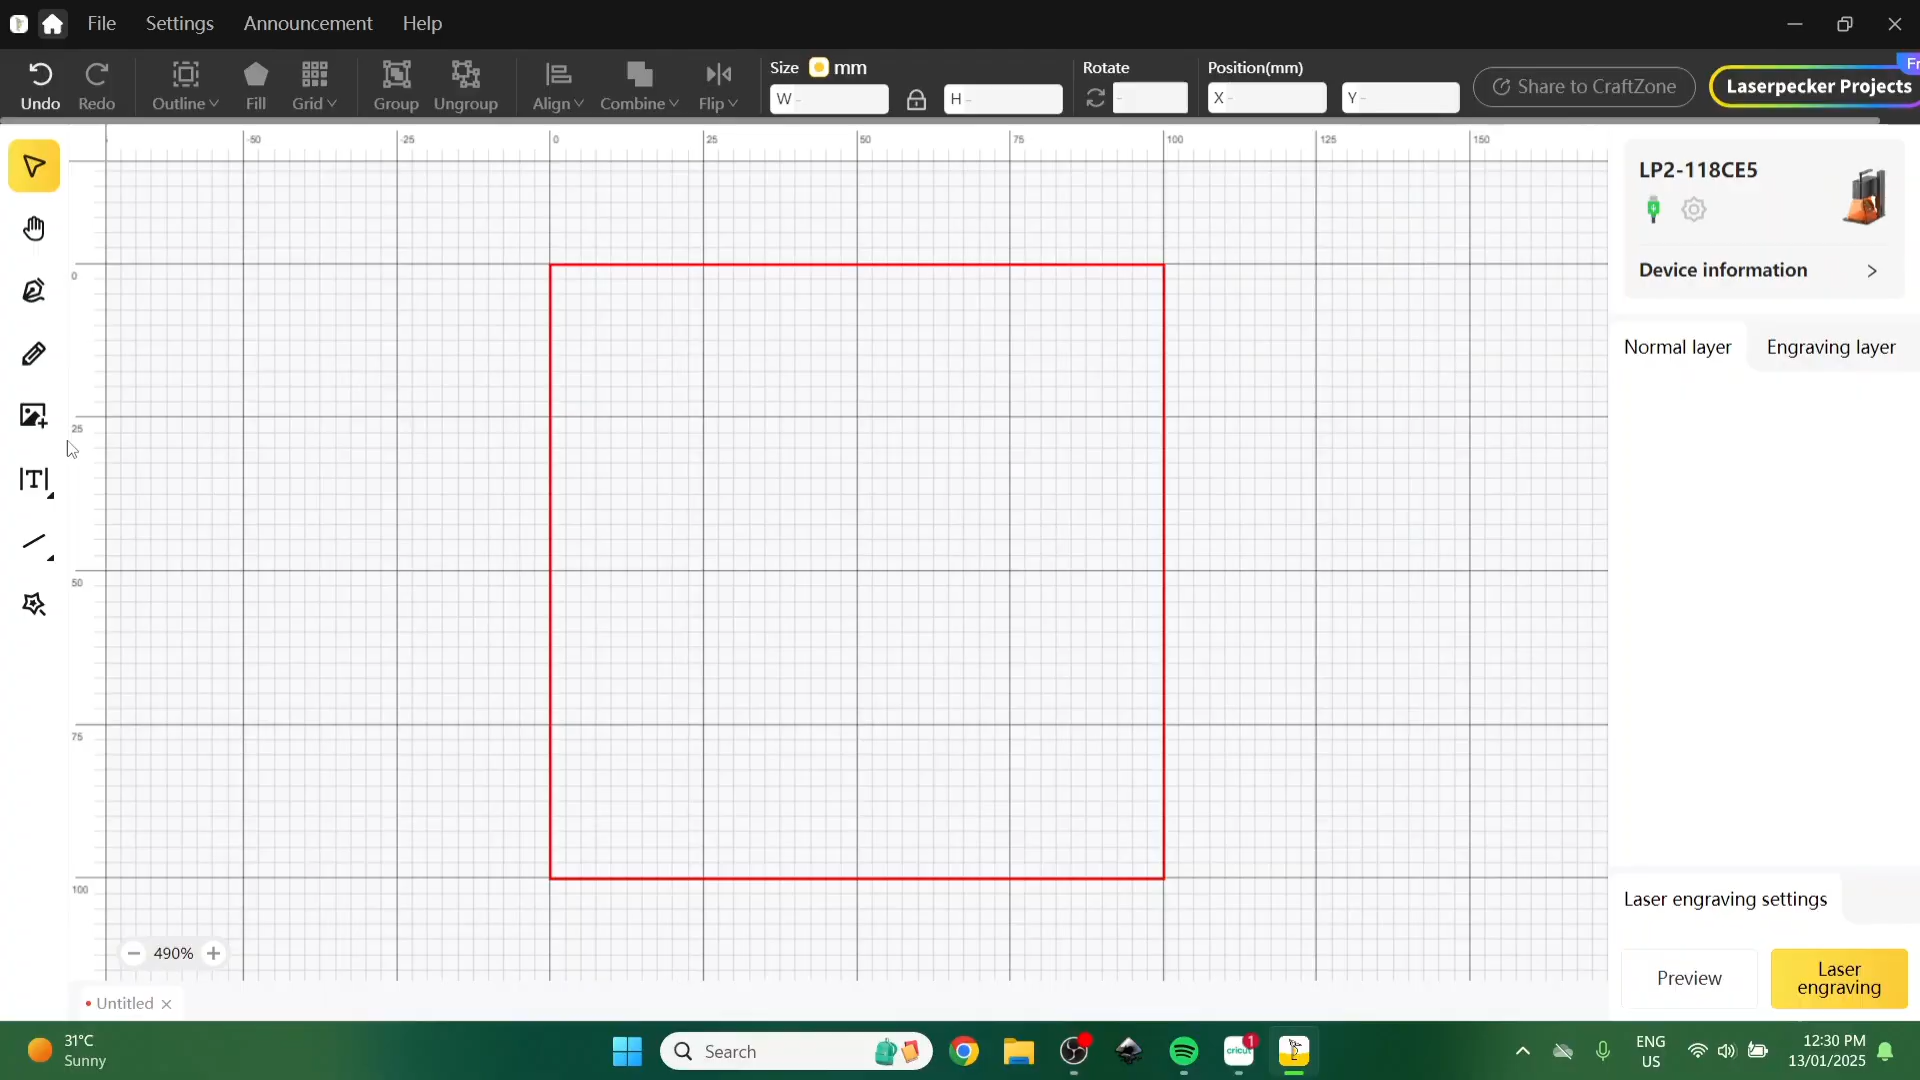 File Settings Announcement Help
Undo Redo Outline Fill Grid Group Ungroup Align Combine Flip
Size mm Rotate Position(mm)
W - H - - X - Y -
Share to CraftZone
Laserpecker Projects
Fr
-50 -25 0 25 50 75 100 125 150
0
25
50
75
100
LP2-118CE5
Device information
Normal layer Engraving layer
Laser engraving settings
Preview
Laser
engraving
490%
Untitled
31°C
Sunny
Search
cricut
1
ENG
US
12:30 PM
13/01/2025